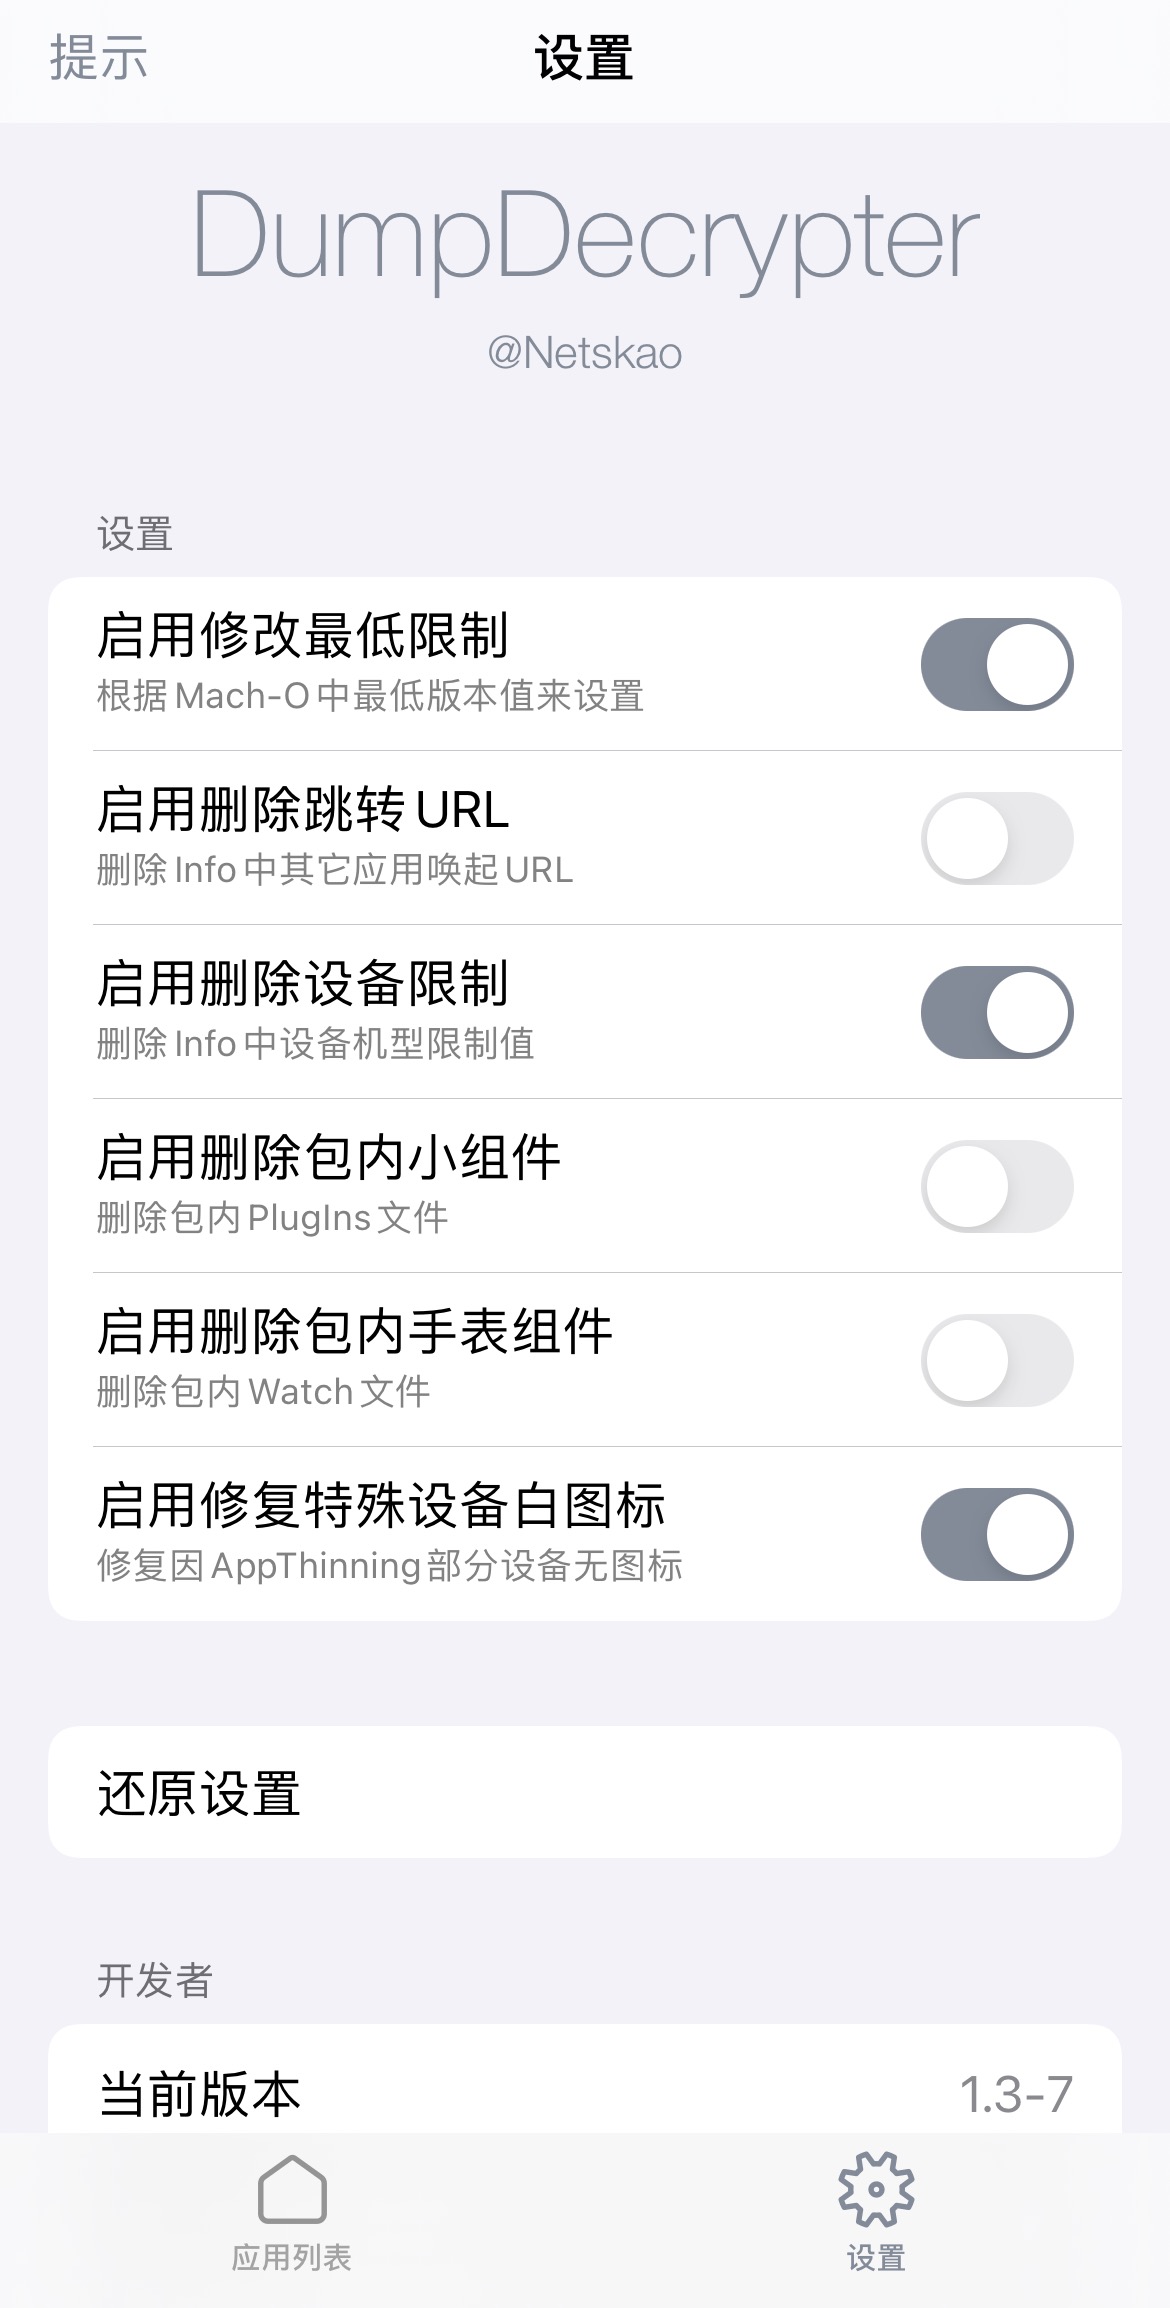 提示
设置
DumpDecrypter
@Netskao
设置
启用修改最低限制
根据 Mach-O 中最低版本值来设置
启用删除跳转 URL
删除 Info 中其它应用唤起 URL
启用删除设备限制
删除 Info 中设备机型限制值
启用删除包内小组件
删除包内 PlugIns 文件
启用删除包内手表组件
删除包内 Watch 文件
启用修复特殊设备白图标
修复因 AppThinning 部分设备无图标
还原设置
开发者
当前版本 1.3-7
应用列表 设置